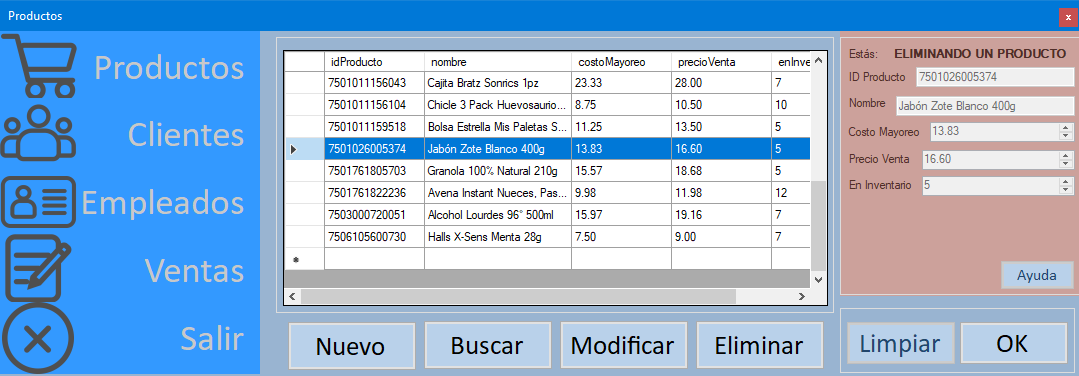 Productos
x
Productos
Clientes
Empleados
Ventas
Salir
idProducto nombre costoMayoreo precioVenta enInve
7501011156043 Cajita Bratz Sonrics 1pz 23.33 28.00 7
7501011156104 Chicle 3 Pack Huevosaurio... 8.75 10.50 10
7501011159518 Bolsa Estrella Mis Paletas S... 11.25 13.50 5
7501026005374 Jabón Zote Blanco 400g 13.83 16.60 5
7501761805703 Granola 100% Natural 210g 15.57 18.68 5
7501761822236 Avena Instant Nueces, Pas... 9.98 11.98 12
7503000720051 Alcohol Lourdes 96° 500ml 15.97 19.16 7
7506105600730 Halls X-Sens Menta 28g 7.50 9.00 7
*
Nuevo Buscar Modificar Eliminar
Estás: ELIMINANDO UN PRODUCTO
ID Producto 7501026005374
Nombre Jabón Zote Blanco 400g
Costo Mayoreo 13.83
Precio Venta 16.60
En Inventario 5
Ayuda
Limpiar OK